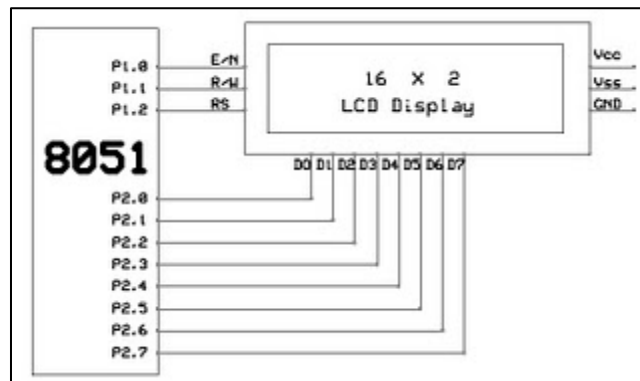 P1.0 E/N Vcc
P1.1 R/W Vss
P1.2 RS GND
16 X 2
LCD Display
8051
D0 D1 D2 D3 D4 D5 D6 D7
P2.0
P2.1
P2.2
P2.3
P2.4
P2.5
P2.6
P2.7